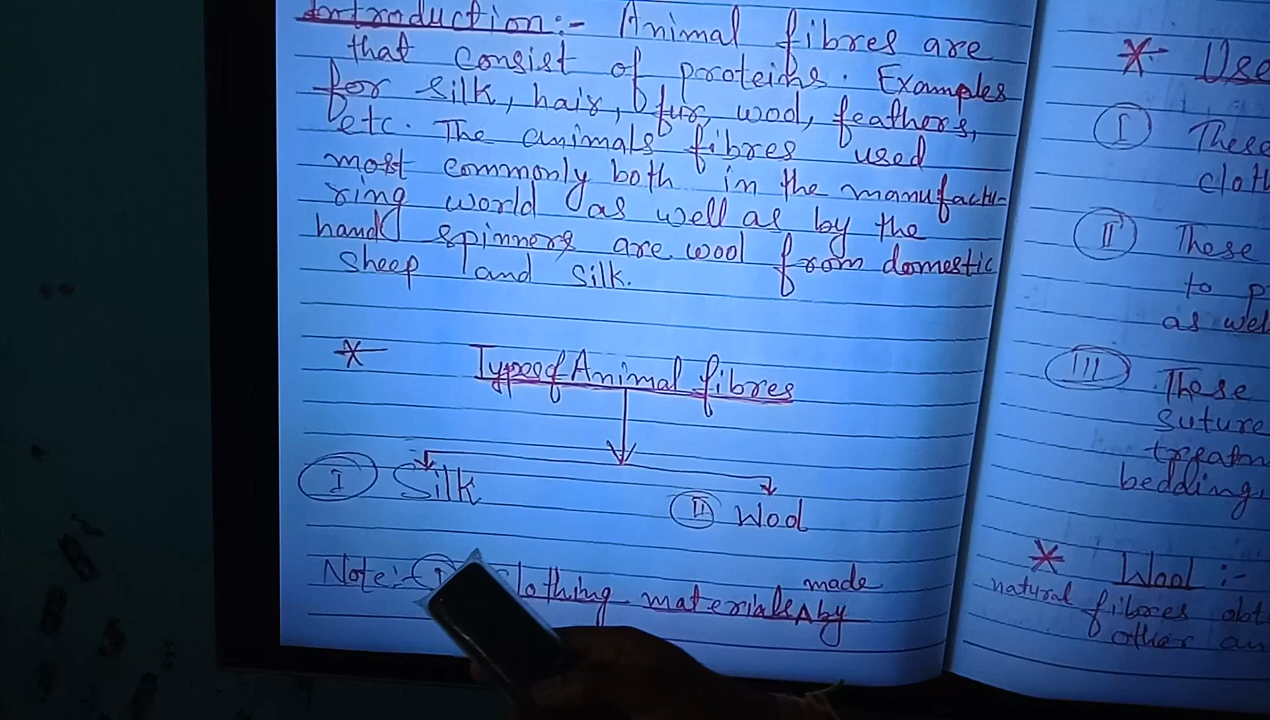 Introduction :- Animal fibres are
that consist of proteins. Examples
for silk, hair, fur, wool, feathers,
etc. The animals fibres used
most commonly both in the manufactu-
ring world as well as by the
hand spinners are wool from domestic
sheep and silk.
* Types of Animal fibres
I Silk
II Wool
Note:- clothing materials made by
* Use
I These
cloth
II These
to p
as wel
III These
suture
treatm
bedding,
* Wool :-
natural fibres obt
other an